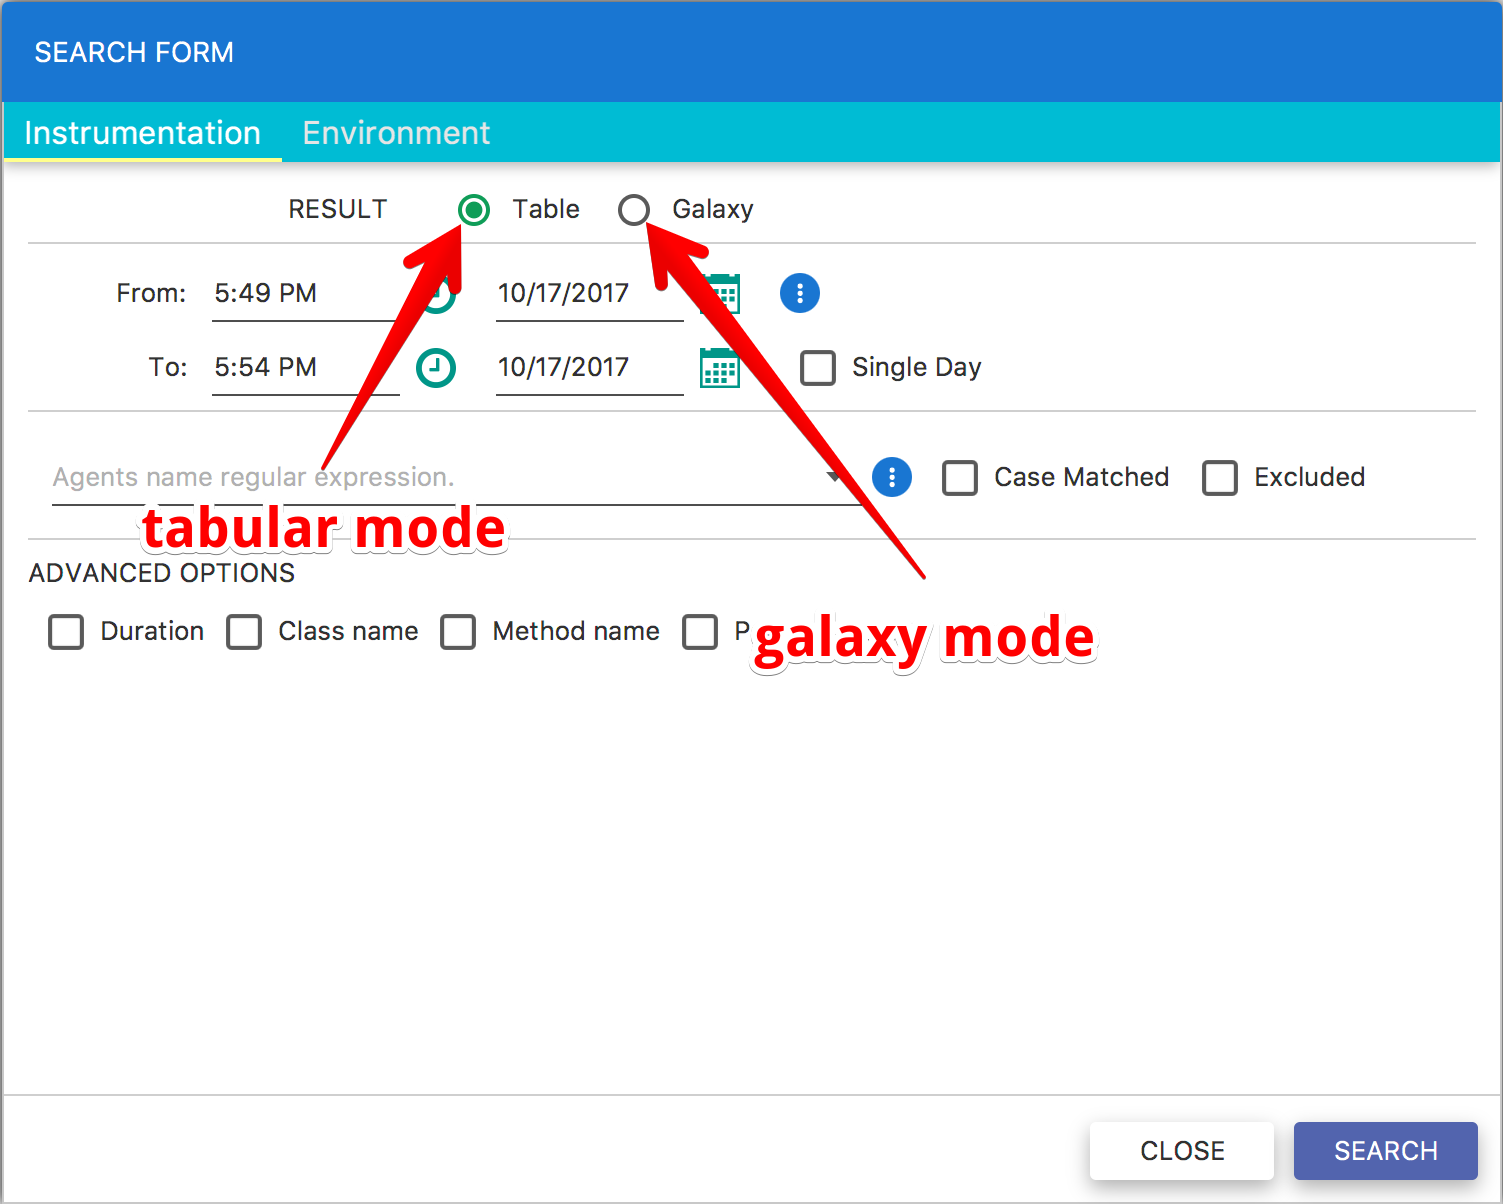 SEARCH FORM
Instrumentation Environment
RESULT Table Galaxy
From: 5:49 PM 10/17/2017
To: 5:54 PM 10/17/2017 Single Day
Agents name regular expression. Case Matched Excluded
tabular mode
ADVANCED OPTIONS
Duration Class name Method name
galaxy mode
CLOSE SEARCH